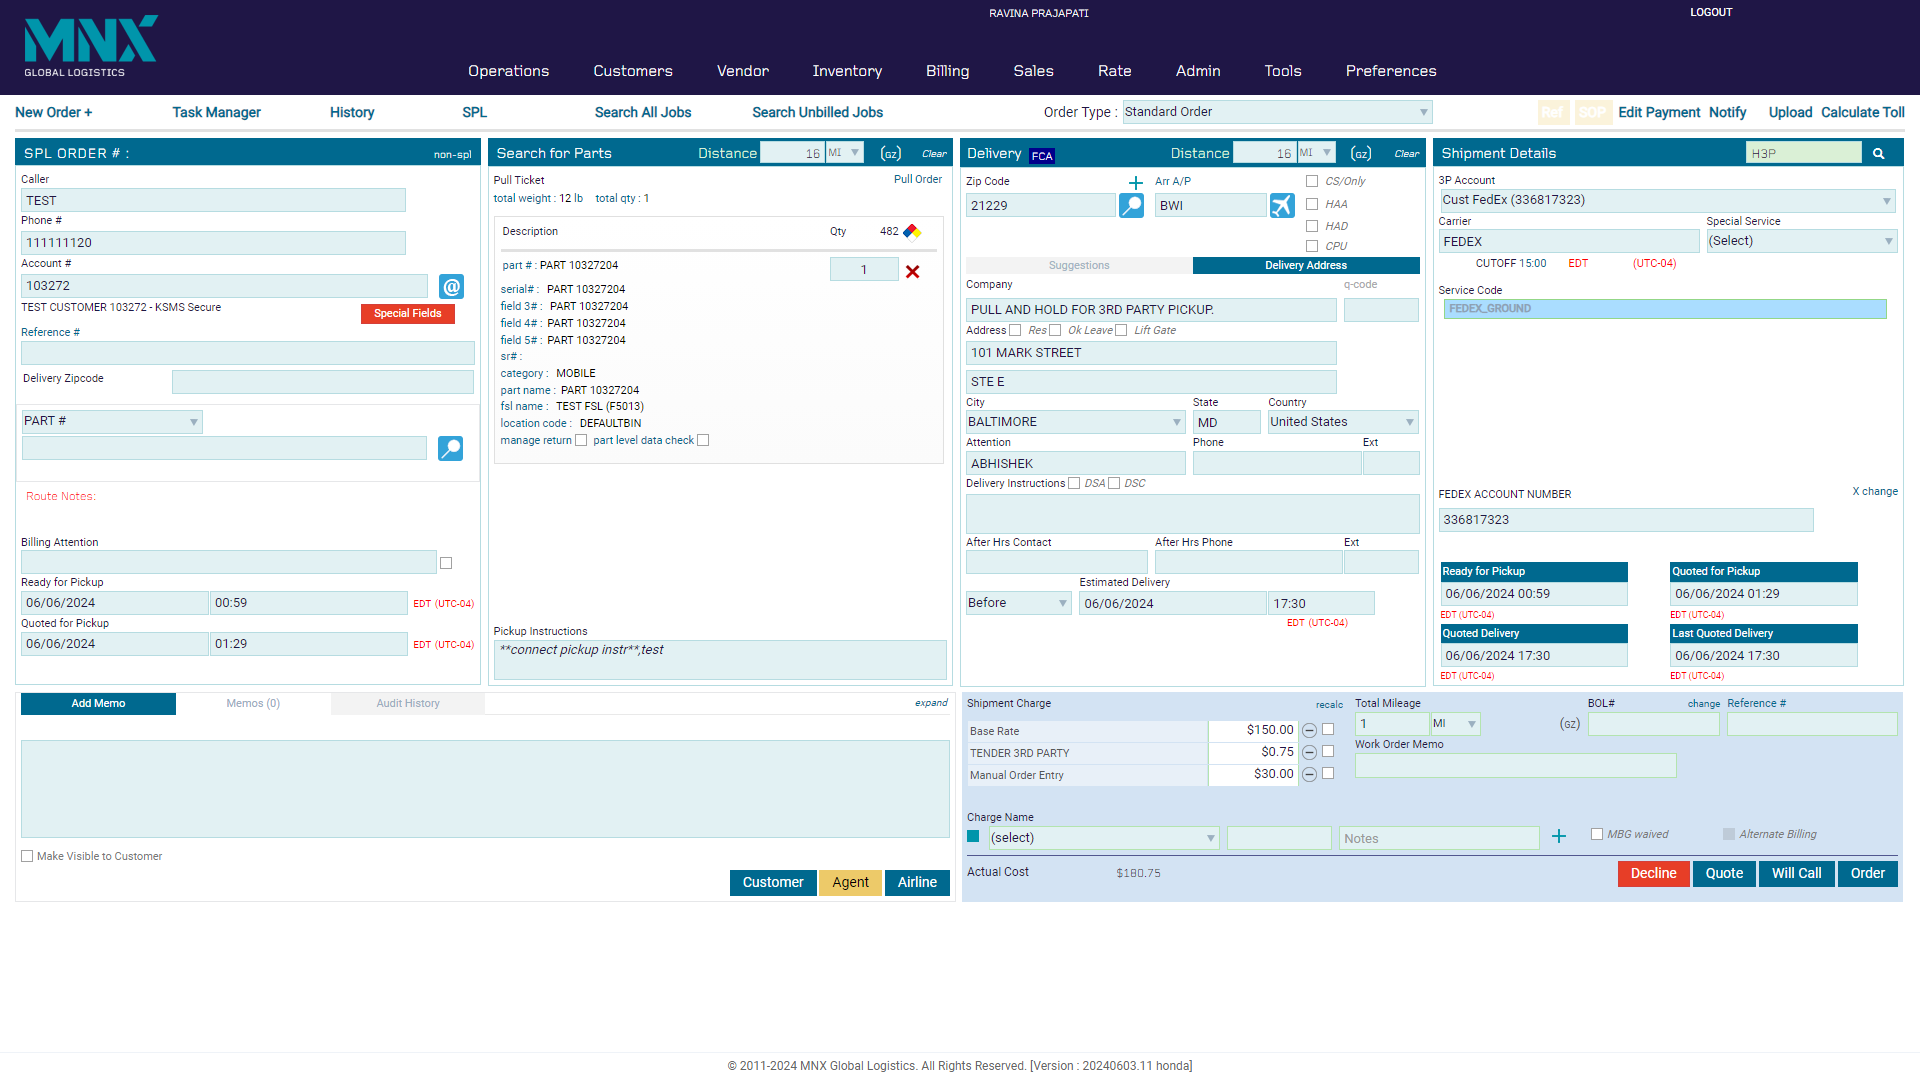 MNX
GLOBAL LOGISTICS
RAVINA PRAJAPATI
LOGOUT
Operations Customers Vendor Inventory Billing Sales Rate Admin Tools Preferences
New Order + Task Manager History SPL Search All Jobs Search Unbilled Jobs Order Type : Standard Order Ref SOP Edit Payment Notify Upload Calculate Toll
SPL ORDER # : non-spl
Caller
TEST
Phone #
111111120
Account #
103272 @
TEST CUSTOMER 103272 - KSMS Secure
Special Fields
Reference #
Delivery Zipcode
PART #
Route Notes:
Billing Attention
Ready for Pickup
06/06/2024 00:59 EDT (UTC-04)
Quoted for Pickup
06/06/2024 01:29 EDT (UTC-04)
Search for Parts Distance 16 MI (GZ) Clear
Pull Ticket Pull Order
total weight : 12 lb total qty : 1
Description Qty 482
part # : PART 10327204 1
serial# : PART 10327204
field 3# : PART 10327204
field 4# : PART 10327204
field 5# : PART 10327204
sr# :
category : MOBILE
part name : PART 10327204
fsl name : TEST FSL (F5013)
location code : DEFAULTBIN
manage return part level data check
Pickup Instructions
**connect pickup instr**,test
Delivery FCA Distance 16 MI (GZ) Clear
Zip Code Arr A/P CS/Only
21229 BWI HAA
HAD
CPU
Suggestions Delivery Address
Company q-code
PULL AND HOLD FOR 3RD PARTY PICKUP.
Address Res Ok Leave Lift Gate
101 MARK STREET
STE E
City State Country
BALTIMORE MD United States
Attention Phone Ext
ABHISHEK
Delivery Instructions DSA DSC
After Hrs Contact After Hrs Phone Ext
Estimated Delivery
Before 06/06/2024 17:30
EDT (UTC-04)
Shipment Details H3P
3P Account
Cust FedEx (336817323)
Carrier Special Service
FEDEX (Select)
CUTOFF 15:00 EDT (UTC-04)
Service Code
FEDEX_GROUND
FEDEX ACCOUNT NUMBER X change
336817323
Ready for Pickup Quoted for Pickup
06/06/2024 00:59 06/06/2024 01:29
EDT (UTC-04) EDT (UTC-04)
Quoted Delivery Last Quoted Delivery
06/06/2024 17:30 06/06/2024 17:30
EDT (UTC-04) EDT (UTC-04)
Add Memo Memos (0) Audit History expand
Make Visible to Customer
Customer Agent Airline
Shipment Charge recalc Total Mileage BOL# change Reference #
Base Rate $150.00 1 MI (GZ)
TENDER 3RD PARTY $0.75 Work Order Memo
Manual Order Entry $30.00
Charge Name
(select) Notes MBG waived Alternate Billing
Actual Cost $180.75 Decline Quote Will Call Order
© 2011-2024 MNX Global Logistics. All Rights Reserved. [Version : 20240603.11 honda]